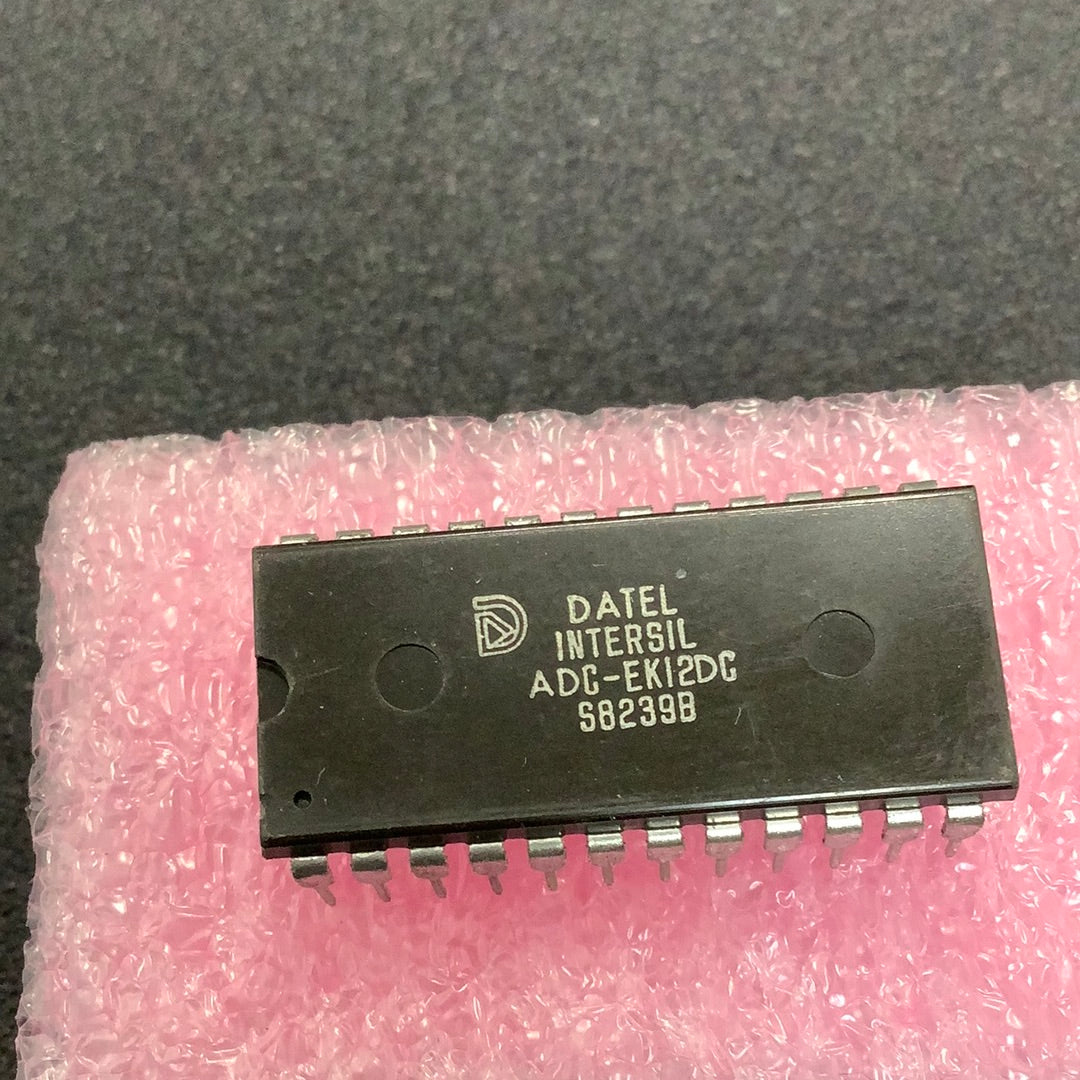 DATEL
INTERSIL
ADC-EK12DC
S8239B